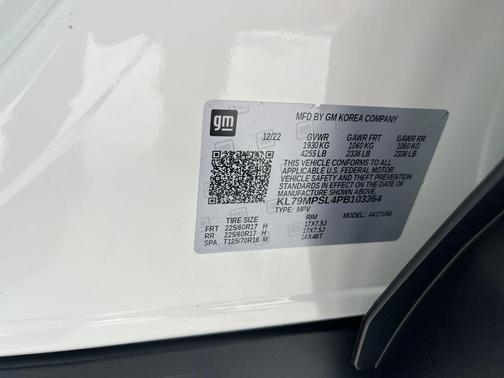 gm
MFD BY GM KOREA COMPANY
12/22 GVWR GAWR FRT GAWR RR
1930 KG 1060 KG 1060 KG
4255 LB 2336 LB 2336 LB
THIS VEHICLE CONFORMS TO ALL
APPLICABLE U.S. FEDERAL MOTOR
VEHICLE SAFETY, BUMPER, AND THEFT
PREVENTION STANDARDS IN EFFECT
ON THE DATE OF
MANUFACTURE SHOWN ABOVE.
KL79MPSL4PB103364
TYPE: MPV MODEL: 4417U56
TIRE SIZE RIM
FRT 225/60R17 H 17X7.5J
RR 225/60R17 H 17X7.5J
SPA T125/70R16 M 16X4BT